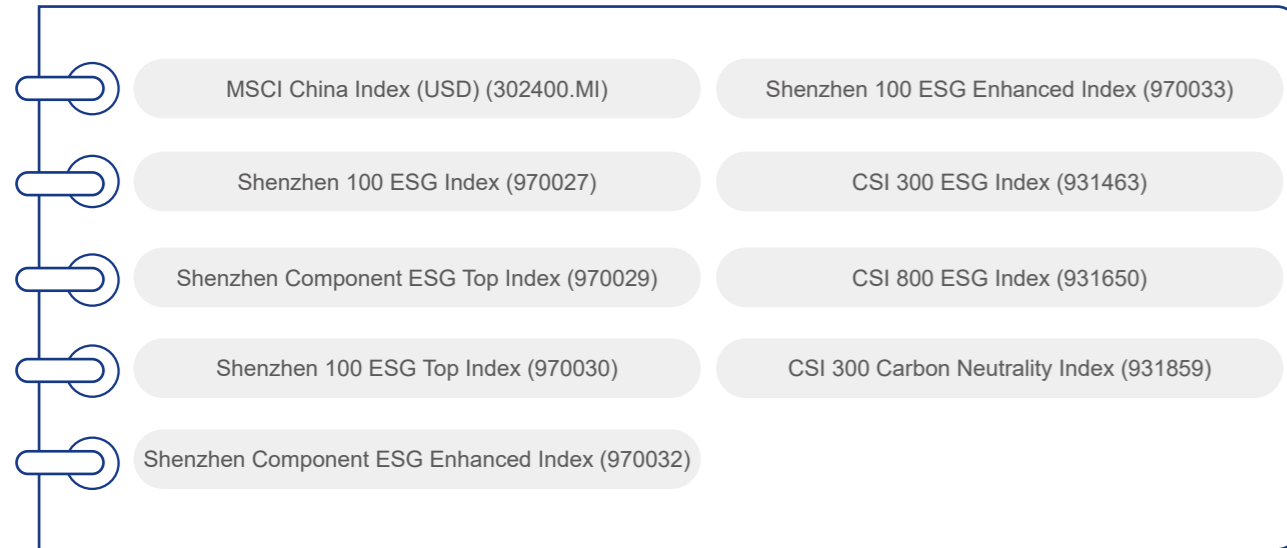 MSCI China Index (USD) (302400.MI)
Shenzhen 100 ESG Enhanced Index (970033)
Shenzhen 100 ESG Index (970027)
CSI 300 ESG Index (931463)
Shenzhen Component ESG Top Index (970029)
CSI 800 ESG Index (931650)
Shenzhen 100 ESG Top Index (970030)
CSI 300 Carbon Neutrality Index (931859)
Shenzhen Component ESG Enhanced Index (970032)